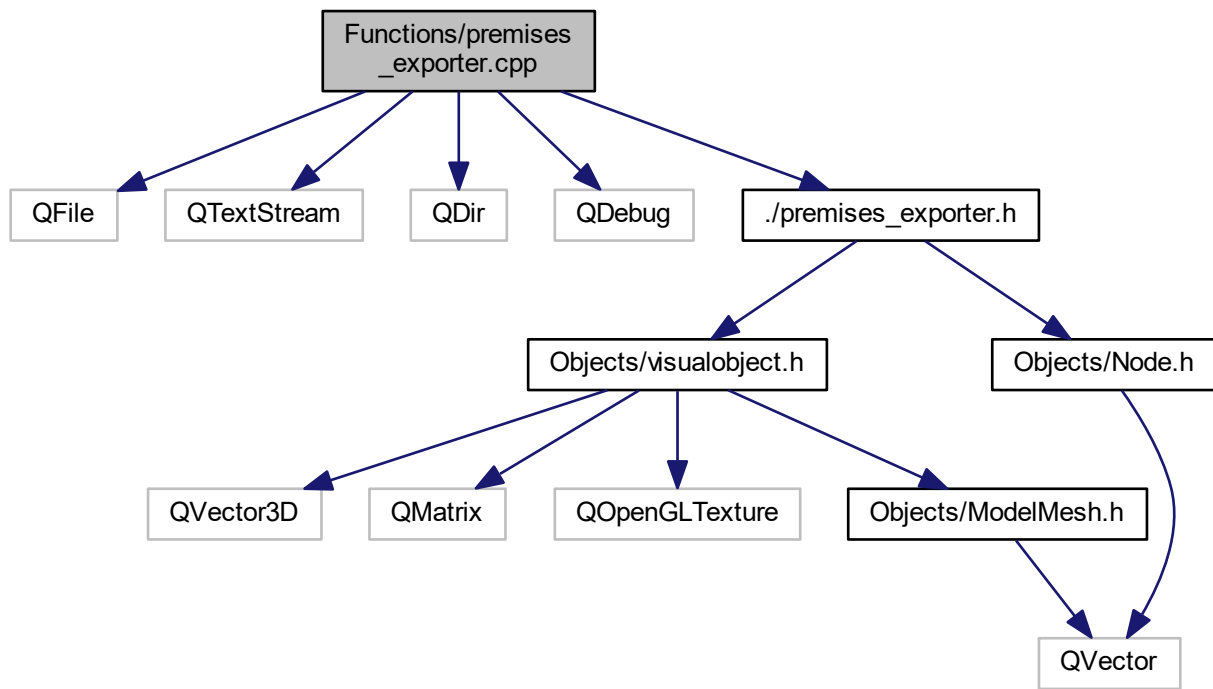 Functions/premises
_exporter.cpp
QFile
QTextStream
QDir
QDebug
./premises_exporter.h
Objects/visualobject.h
Objects/Node.h
QVector3D
QMatrix
QOpenGLTexture
Objects/ModelMesh.h
QVector